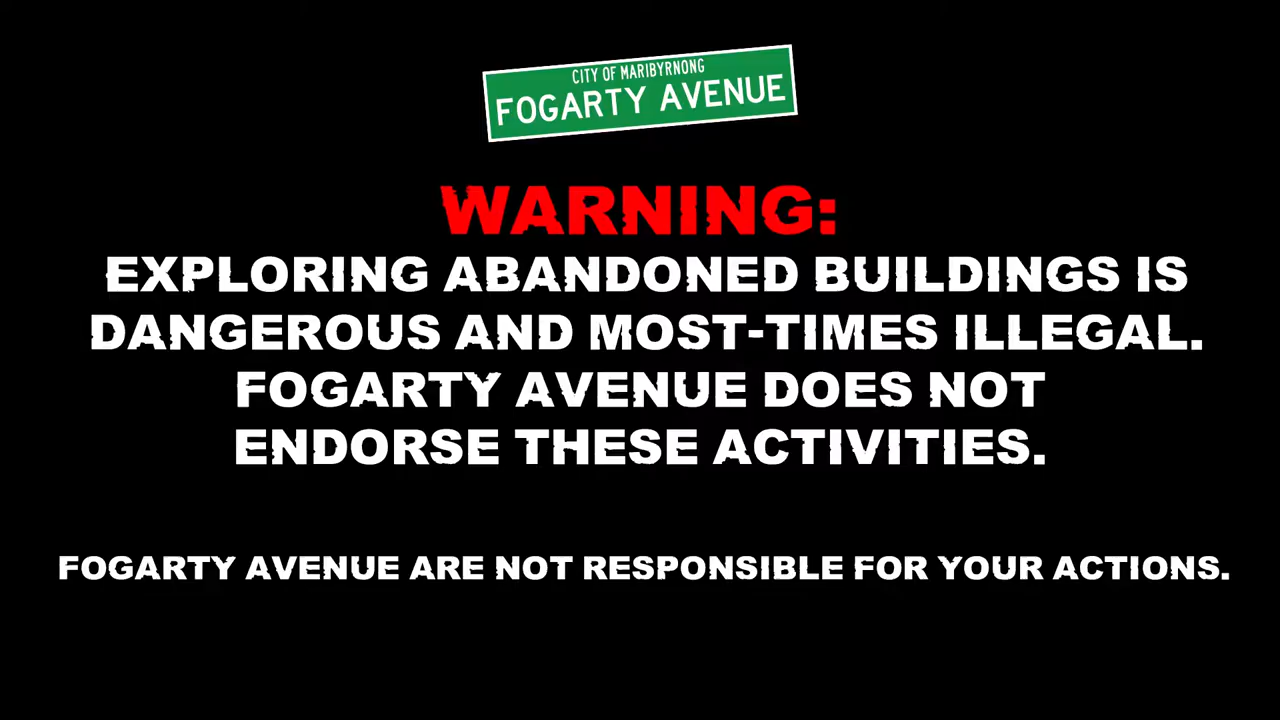 CITY OF MARIBYRNONG
FOGARTY AVENUE
WARNING:
EXPLORING ABANDONED BUILDINGS IS
DANGEROUS AND MOST-TIMES ILLEGAL.
FOGARTY AVENUE DOES NOT
ENDORSE THESE ACTIVITIES.
FOGARTY AVENUE ARE NOT RESPONSIBLE FOR YOUR ACTIONS.